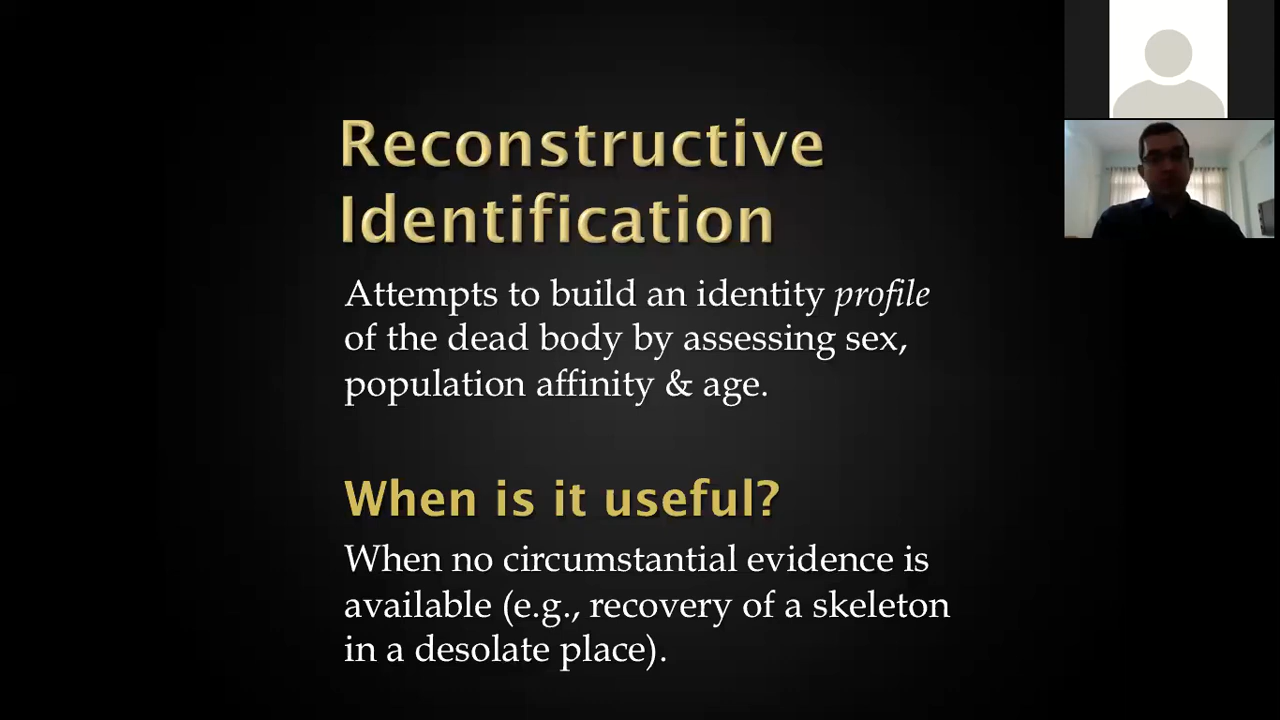 Reconstructive
Identification
Attempts to build an identity profile
of the dead body by assessing sex,
population affinity & age.
When is it useful?
When no circumstantial evidence is
available (e.g., recovery of a skeleton
in a desolate place).